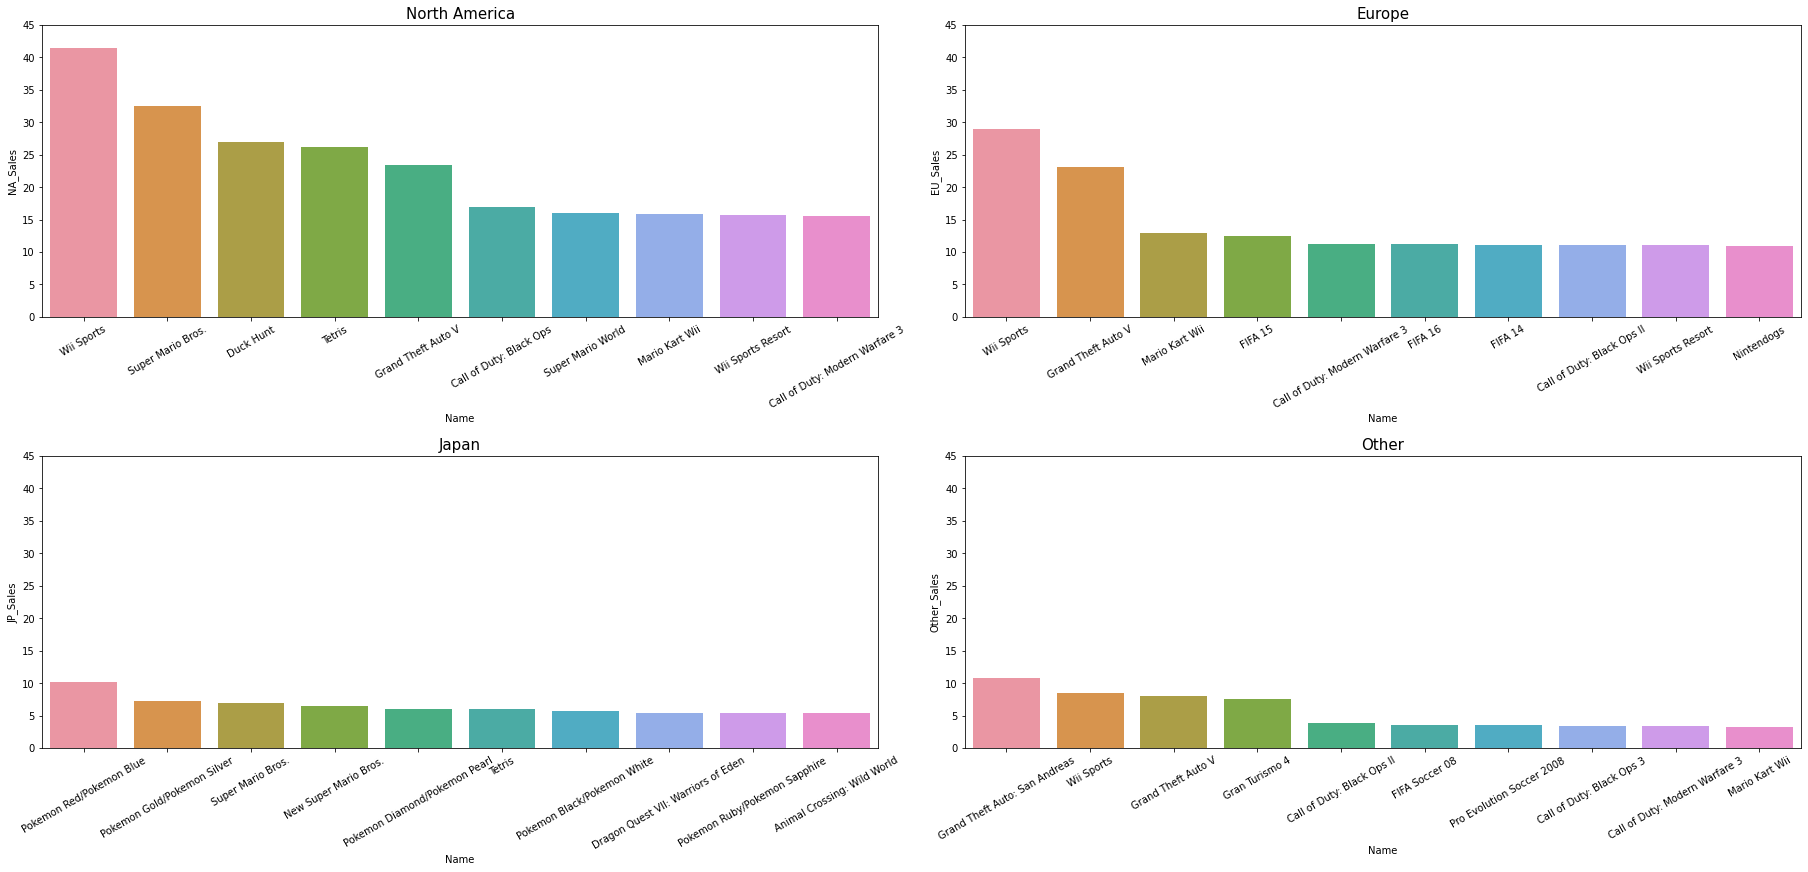 North America
45
40
35
30
25
20
15
10
5
0
NA_Sales
Wii Sports
Super Mario Bros.
Duck Hunt
Tetris
Grand Theft Auto V
Call of Duty: Black Ops
Super Mario World
Mario Kart Wii
Wii Sports Resort
Call of Duty: Modern Warfare 3
Name
Europe
45
40
35
30
25
20
15
10
5
0
EU_Sales
Wii Sports
Grand Theft Auto V
Mario Kart Wii
FIFA 15
Call of Duty: Modern Warfare 3
FIFA 16
FIFA 14
Call of Duty: Black Ops II
Wii Sports Resort
Nintendogs
Name
Japan
45
40
35
30
25
20
15
10
5
0
JP_Sales
Pokemon Red/Pokemon Blue
Pokemon Gold/Pokemon Silver
Super Mario Bros.
New Super Mario Bros.
Pokemon Diamond/Pokemon Pearl
Tetris
Pokemon Black/Pokemon White
Dragon Quest VII: Warriors of Eden
Pokemon Ruby/Pokemon Sapphire
Animal Crossing: Wild World
Name
Other
45
40
35
30
25
20
15
10
5
0
Other_Sales
Grand Theft Auto: San Andreas
Wii Sports
Grand Theft Auto V
Gran Turismo 4
Call of Duty: Black Ops II
FIFA Soccer 08
Pro Evolution Soccer 2008
Call of Duty: Black Ops 3
Call of Duty: Modern Warfare 3
Mario Kart Wii
Name